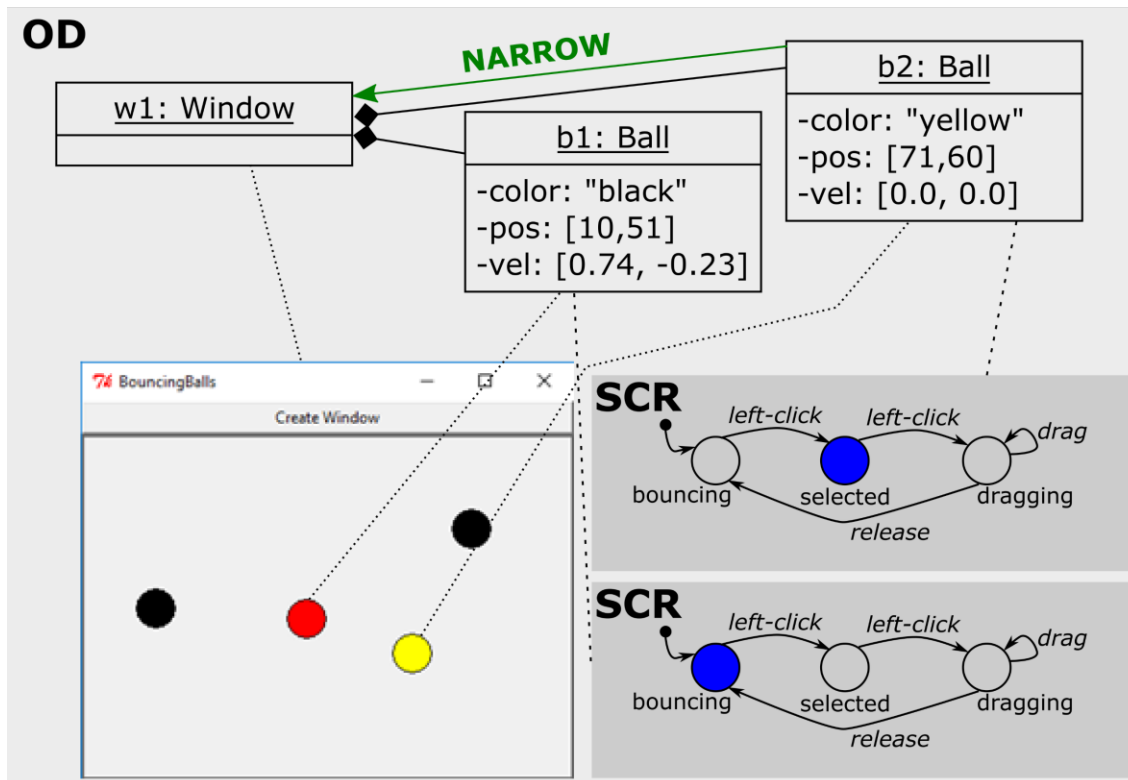 OD
NARROW
w1: Window
b2: Ball
-color: "yellow"
-pos: [71,60]
-vel: [0.0, 0.0]
b1: Ball
-color: "black"
-pos: [10,51]
-vel: [0.74, -0.23]
BouncingBalls
Create Window
SCR
left-click
left-click
drag
bouncing
selected
dragging
release
SCR
left-click
left-click
drag
bouncing
selected
dragging
release